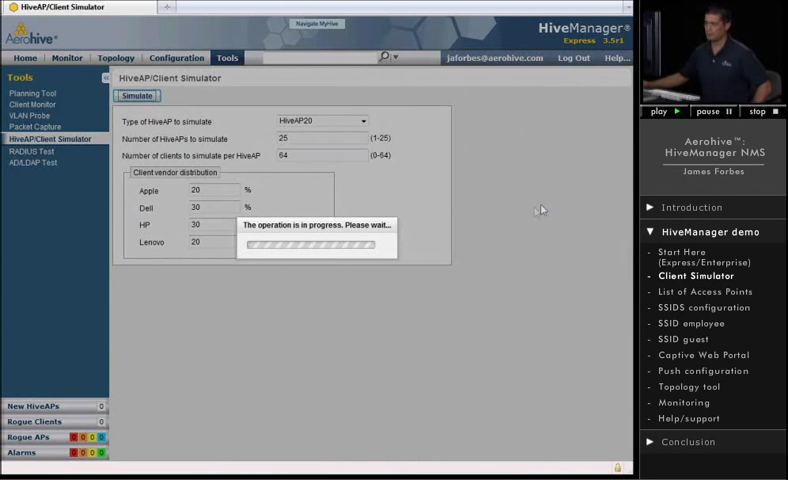 HiveAP/Client Simulator
Navigate MyHive
Aerohive
HiveManager®
NETWORKS
Express 3.5r1
Home Monitor Topology Configuration Tools
jaforbes@aerohive.com Log Out Help...
Tools
Planning Tool
Client Monitor
VLAN Probe
Packet Capture
HiveAP/Client Simulator
RADIUS Test
AD/LDAP Test
New HiveAPs 0
Rogue Clients 0
Rogue APs 0 0 0 0
Alarms 0 0 0 0
HiveAP/Client Simulator
Simulate
Type of HiveAP to simulate HiveAP20
Number of HiveAPs to simulate 25 (1-25)
Number of clients to simulate per HiveAP 64 (0-64)
Client vendor distribution
Apple 20 %
Dell 30 %
HP 30
Lenovo 20
The operation is in progress. Please wait...
play pause stop
Aerohive™:
HiveManager NMS
James Forbes
Introduction
HiveManager demo
- Start Here
(Express/Enterprise)
- Client Simulator
- List of Access Points
- SSIDS configuration
- SSID employee
- SSID guest
- Captive Web Portal
- Push configuration
- Topology tool
- Monitoring
- Help/support
Conclusion